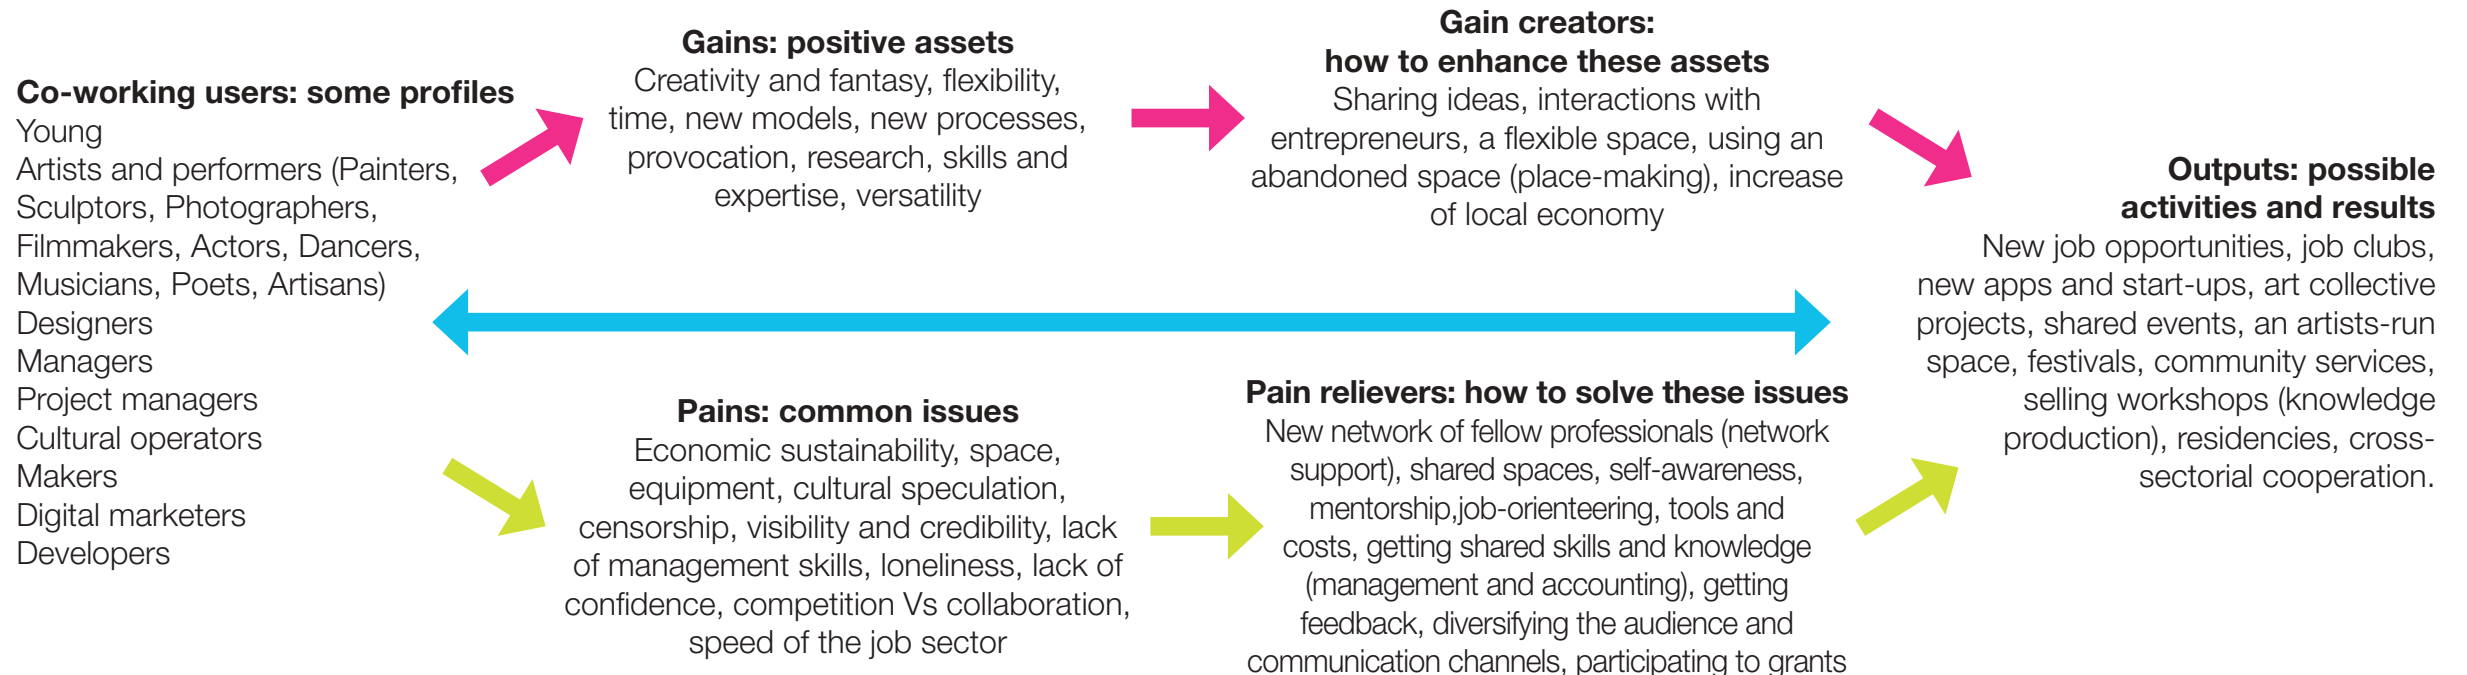 Co-working users: some profiles
Young
Artists and performers (Painters,
Sculptors, Photographers,
Filmmakers, Actors, Dancers,
Musicians, Poets, Artisans)
Designers
Managers
Project managers
Cultural operators
Makers
Digital marketers
Developers
Gains: positive assets
Creativity and fantasy, flexibility,
time, new models, new processes,
provocation, research, skills and
expertise, versatility
Gain creators:
how to enhance these assets
Sharing ideas, interactions with
entrepreneurs, a flexible space, using an
abandoned space (place-making), increase
of local economy
Pains: common issues
Economic sustainability, space,
equipment, cultural speculation,
censorship, visibility and credibility, lack
of management skills, loneliness, lack of
confidence, competition Vs collaboration,
speed of the job sector
Pain relievers: how to solve these issues
New network of fellow professionals (network
support), shared spaces, self-awareness,
mentorship,job-orienteering, tools and
costs, getting shared skills and knowledge
(management and accounting), getting
feedback, diversifying the audience and
communication channels, participating to grants
Outputs: possible
activities and results
New job opportunities, job clubs,
new apps and start-ups, art collective
projects, shared events, an artists-run
space, festivals, community services,
selling workshops (knowledge
production), residencies, cross-
sectorial cooperation.